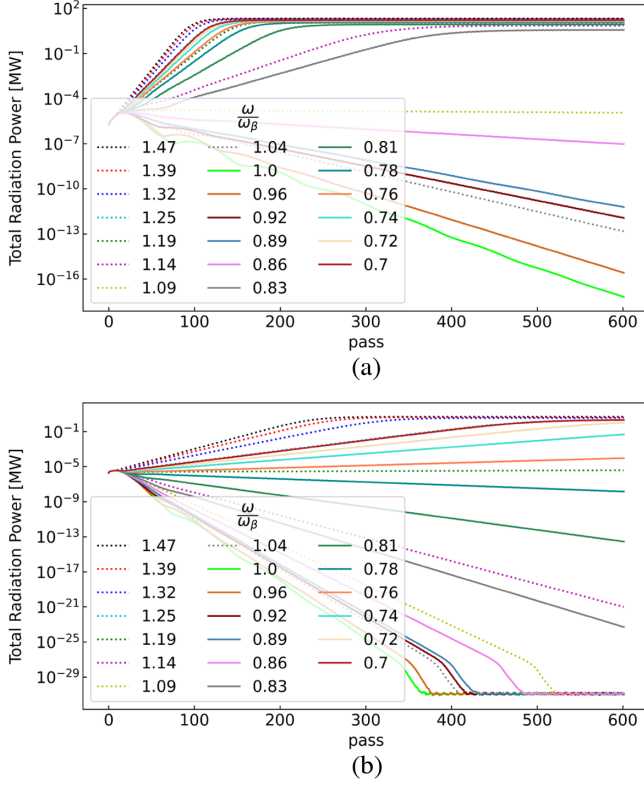 10²
10⁻¹
10⁻⁴
10⁻⁷
10⁻¹⁰
10⁻¹³
10⁻¹⁶
Total Radiation Power [MW]
ω/ω_β
1.47 1.04 0.81
1.39 1.0 0.78
1.32 0.96 0.76
1.25 0.92 0.74
1.19 0.89 0.72
1.14 0.86 0.7
1.09 0.83
0 100 200 300 400 500 600
pass
(a)
10⁻¹
10⁻⁵
10⁻⁹
10⁻¹³
10⁻¹⁷
10⁻²¹
10⁻²⁵
10⁻²⁹
Total Radiation Power [MW]
ω/ω_β
1.47 1.04 0.81
1.39 1.0 0.78
1.32 0.96 0.76
1.25 0.92 0.74
1.19 0.89 0.72
1.14 0.86 0.7
1.09 0.83
0 100 200 300 400 500 600
pass
(b)